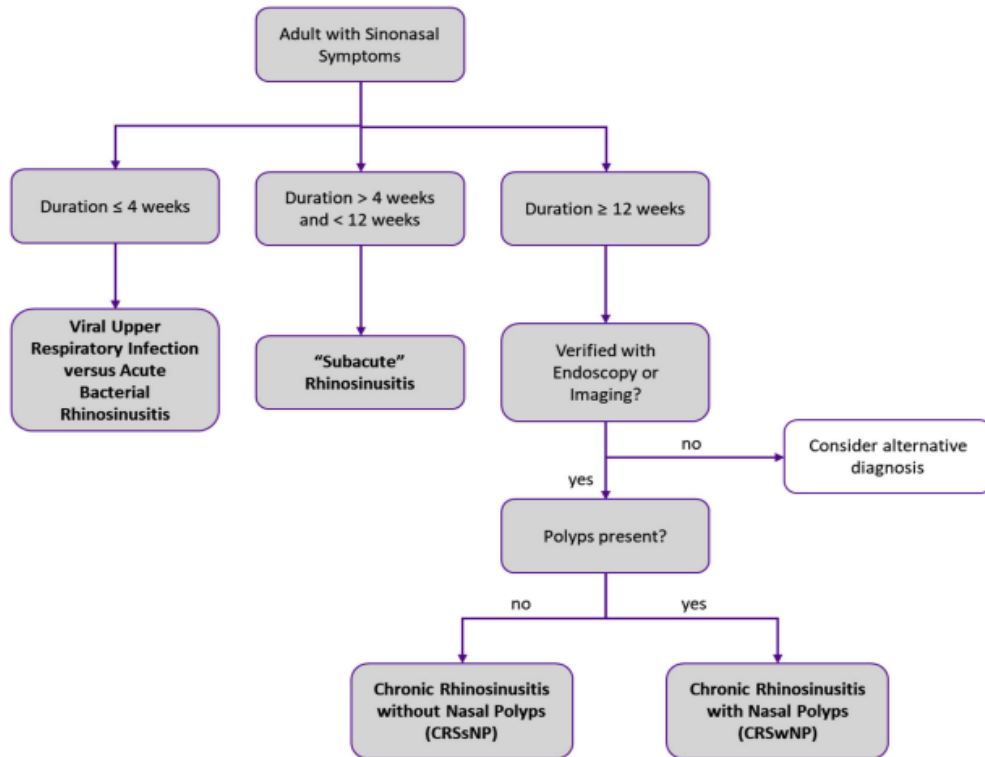 Adult with Sinonasal
Symptoms
Duration ≤ 4 weeks
Duration > 4 weeks
and < 12 weeks
Duration ≥ 12 weeks
Viral Upper
Respiratory Infection
versus Acute
Bacterial
Rhinosinusitis
“Subacute”
Rhinosinusitis
Verified with
Endoscopy or
Imaging?
no
Consider alternative
diagnosis
yes
Polyps present?
no
yes
Chronic Rhinosinusitis
without Nasal Polyps
(CRSsNP)
Chronic Rhinosinusitis
with Nasal Polyps
(CRSwNP)